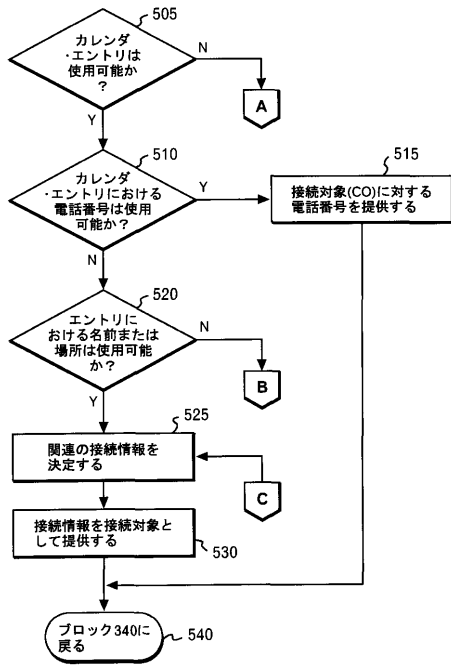 505
カレンダ
・エントリは
使用可能か
?
N
A
Y
510
カレンダ
・エントリにおける
電話番号は使用
可能か?
Y
515
接続対象(CO)に対する
電話番号を提供する
N
520
エントリに
おける名前または
場所は使用可能
か?
N
B
Y
525
関連の接続情報を
決定する
C
接続情報を接続対象と
して提供する
530
ブロック340に
戻る
540